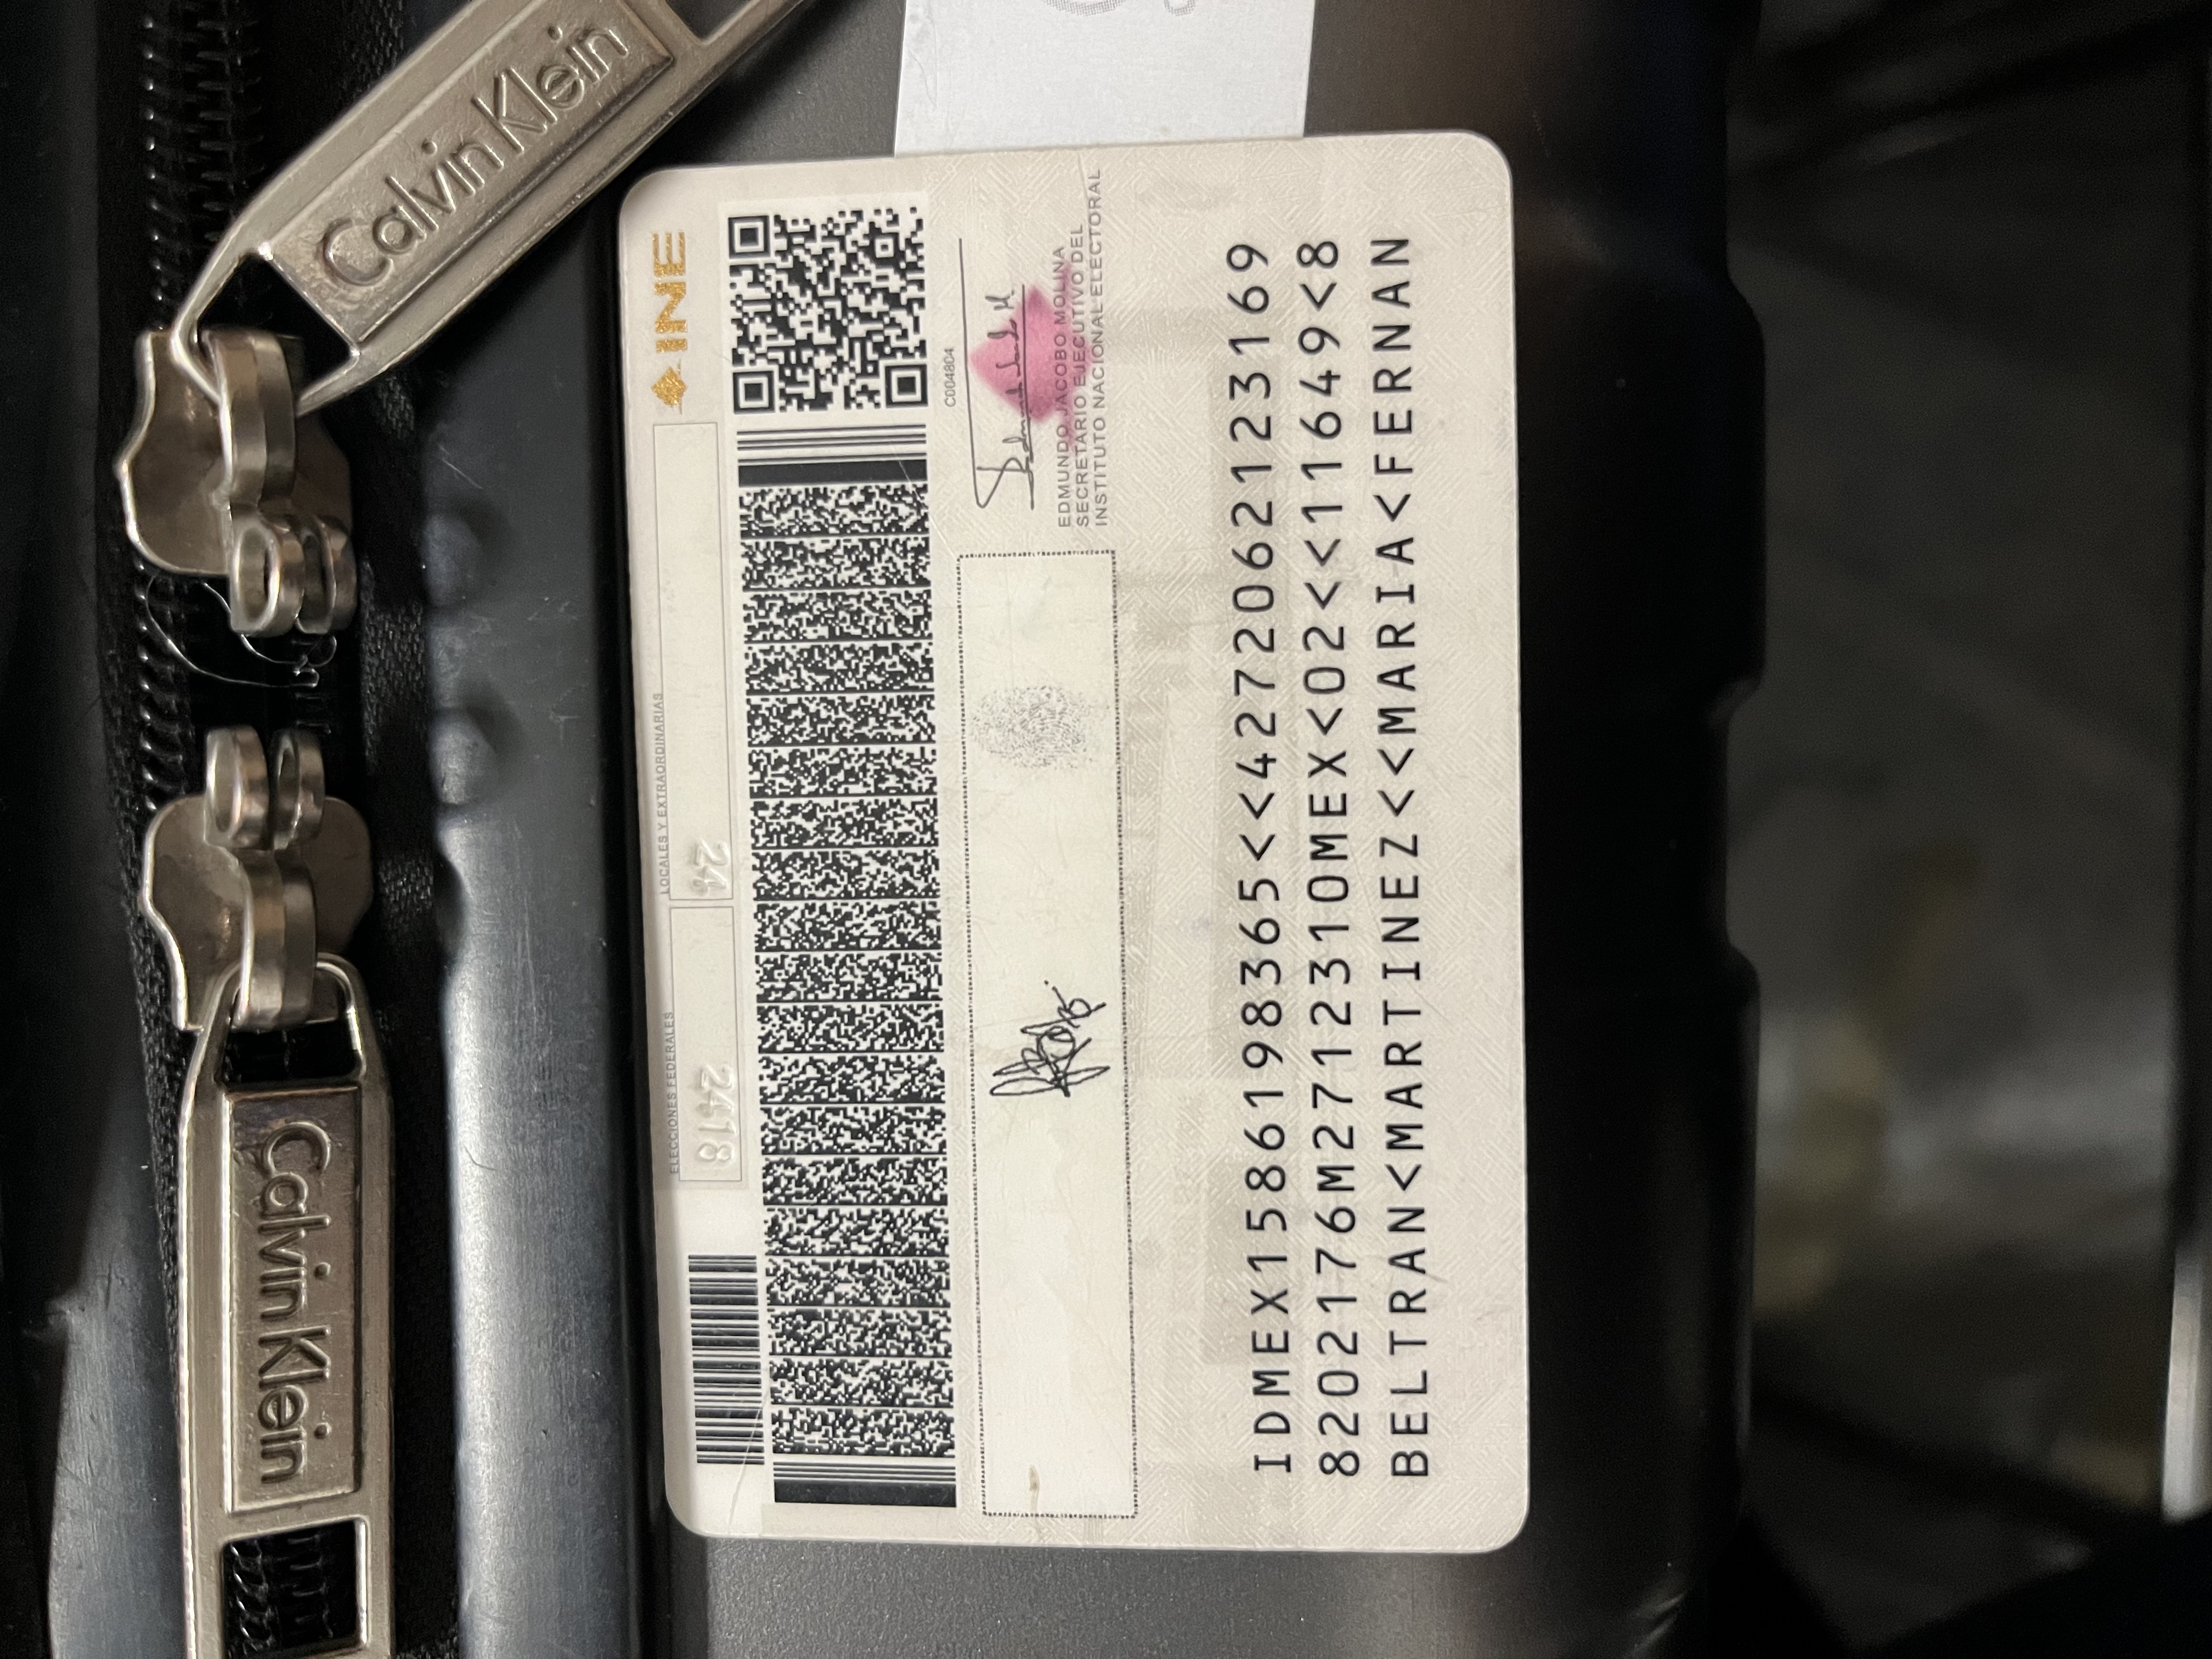 Calvin Klein
Calvin Klein
INE
ELECCIONES FEDERALES
LOCALES Y EXTRAORDINARIAS
2418
24
C004804
EDMUNDO JACOBO MOLINA
SECRETARIO EJECUTIVO DEL
INSTITUTO NACIONAL ELECTORAL
IDMEX1586198365<<4272062123169
8202176M2712310MEX<02<<11649<8
BELTRAN<MARTINEZ<<MARIA<FERNAN